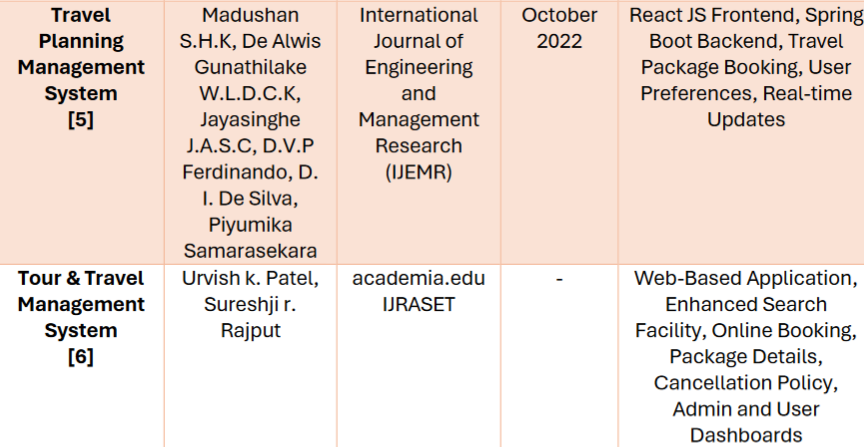 Travel
Planning
Management
System
[5]
Madushan
S.H.K, De Alwis
Gunathilake
W.L.D.C.K,
Jayasinghe
J.A.S.C, D.V.P
Ferdinando, D.
I. De Silva,
Piyumika
Samarasekara
International
Journal of
Engineering
and
Management
Research
(IJEMR)
October
2022
React JS Frontend, Spring
Boot Backend, Travel
Package Booking, User
Preferences, Real-time
Updates
Tour & Travel
Management
System
[6]
Urvish k. Patel,
Sureshji r.
Rajput
academia.edu
IJRASET
-
Web-Based Application,
Enhanced Search
Facility, Online Booking,
Package Details,
Cancellation Policy,
Admin and User
Dashboards